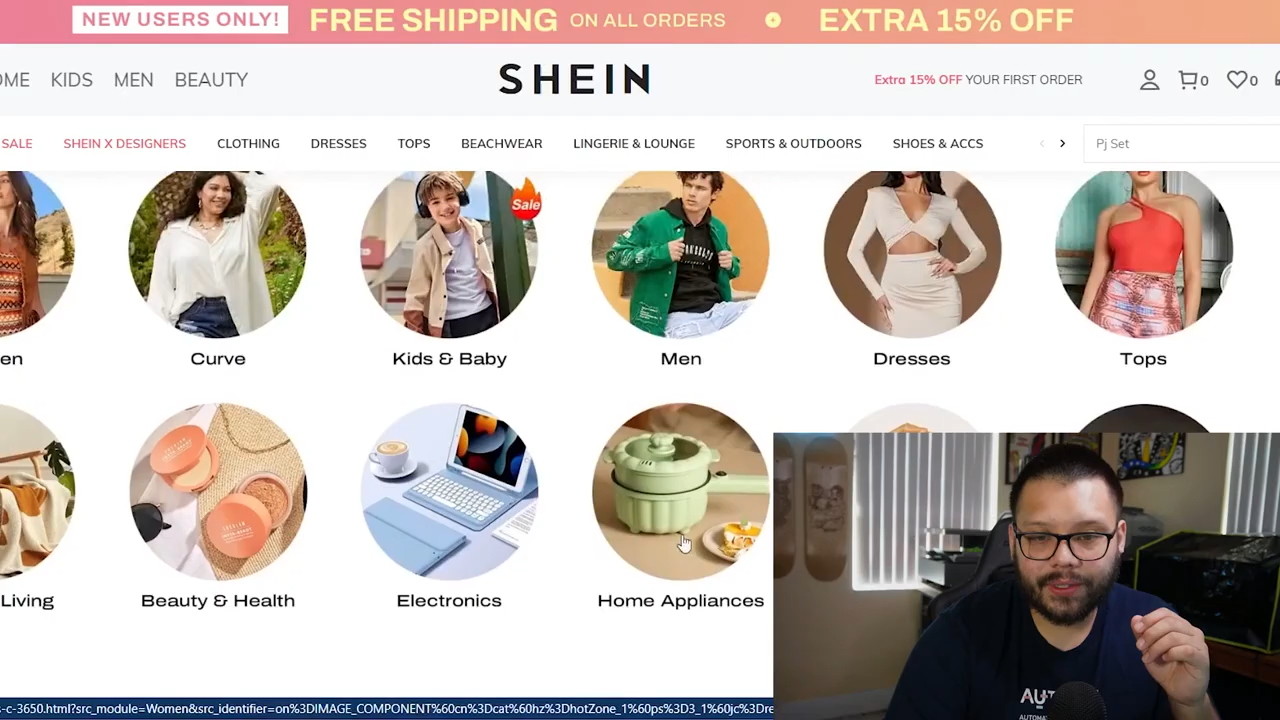 NEW USERS ONLY! FREE SHIPPING ON ALL ORDERS EXTRA 15% OFF
OME KIDS MEN BEAUTY
SHEIN
Extra 15% OFF YOUR FIRST ORDER
0
0
SALE SHEIN X DESIGNERS CLOTHING DRESSES TOPS BEACHWEAR LINGERIE & LOUNGE SPORTS & OUTDOORS SHOES & ACCS
Pj Set
Sale
en Curve Kids & Baby Men Dresses Tops
Living Beauty & Health Electronics Home Appliances
s-c-3650.html?src_module=Women&src_identifier=on%3DIMAGE_COMPONENT%60cn%3Dcat%60hz%3DhotZone_1%60ps%3D3_1%60jc%3Dre